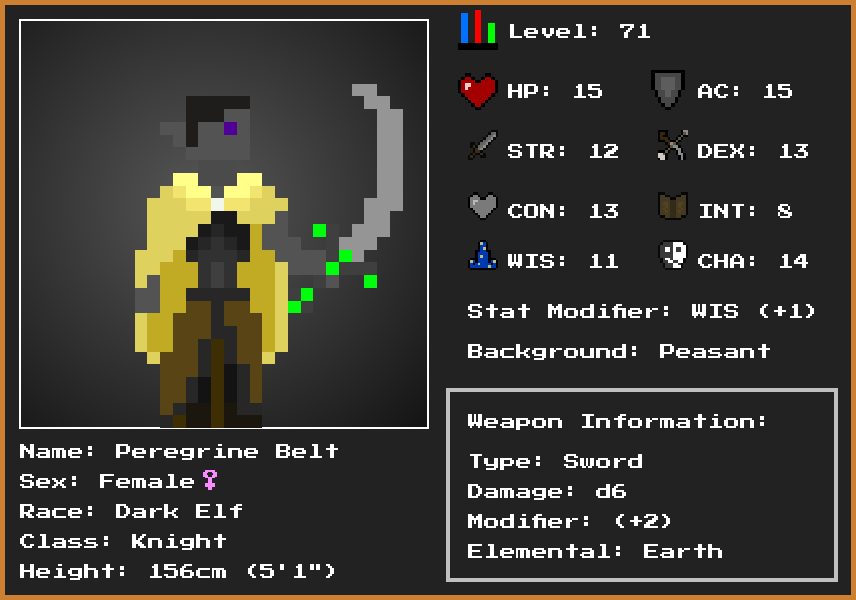 Level: 71
HP: 15
AC: 15
STR: 12
DEX: 13
CON: 13
INT: 8
WIS: 11
CHA: 14
Stat Modifier: WIS (+1)
Background: Peasant
Weapon Information:
Type: Sword
Damage: d6
Modifier: (+2)
Elemental: Earth
Name: Peregrine Belt
Sex: Female♀
Race: Dark Elf
Class: Knight
Height: 156cm (5'1")